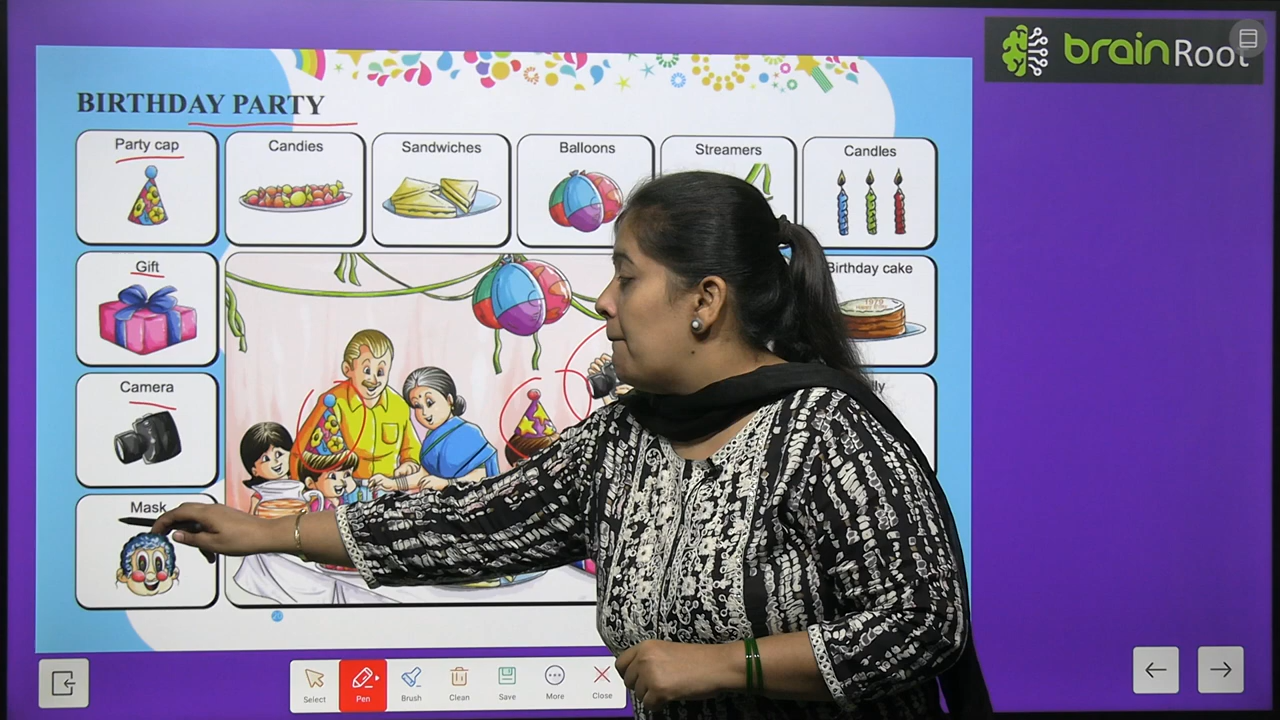 brainRoot
BIRTHDAY PARTY
Party cap
Candies
Sandwiches
Balloons
Streamers
Candles
Gift
Birthday cake
Camera
Mask
Select
Pen
Brush
Clean
Save
More
Close